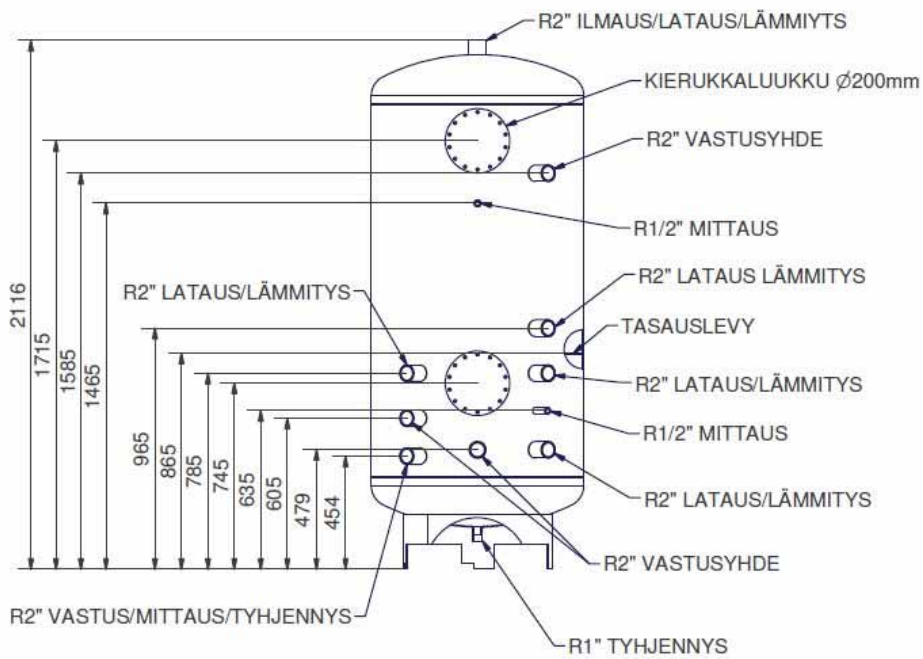 R2" ILMAUS/LATAUS/LÄMMIYTS
KIERUKKALUUKKU Ø200mm
R2" VASTUSYHDE
R1/2" MITTAUS
R2" LATAUS LÄMMITYS
R2" LATAUS/LÄMMITYS
TASAUSLEVY
R2" LATAUS/LÄMMITYS
R1/2" MITTAUS
R2" LATAUS/LÄMMITYS
R2" VASTUSYHDE
R2" VASTUS/MITTAUS/TYHJENNYS
R1" TYHJENNYS
2116
1715
1585
1465
965
865
785
745
635
605
479
454